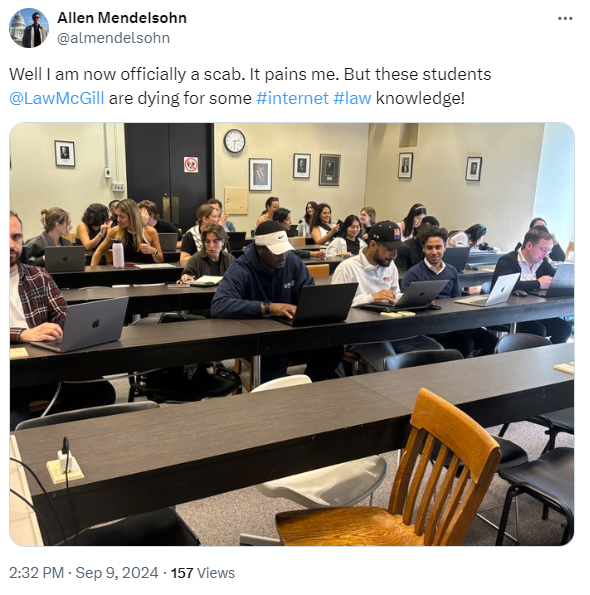 Allen Mendelsohn
@almendelsohn
Well I am now officially a scab. It pains me. But these students
@LawMcGill are dying for some #internet #law knowledge!
2:32 PM · Sep 9, 2024 · 157 Views